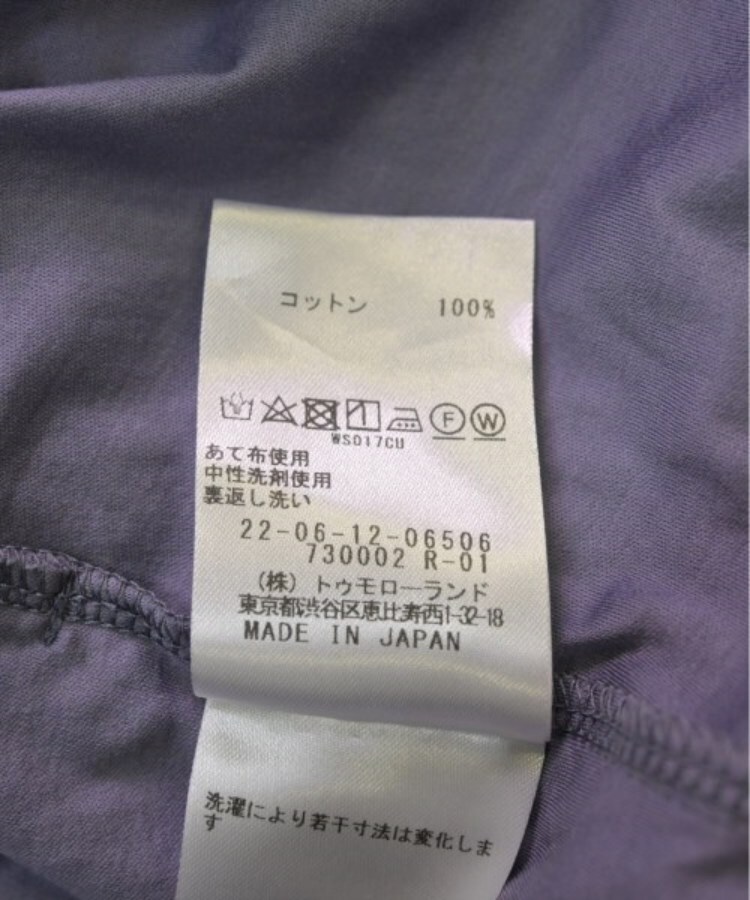 コットン 100%
1 F W
WS017CU
あて布使用
中性洗剤使用
裏返し洗い
22-06-12-06506
730002 R-01
(株)トゥモローランド
東京都渋谷区恵比寿西1-32-18
MADE IN JAPAN
洗濯により若干寸法は変化しま
す